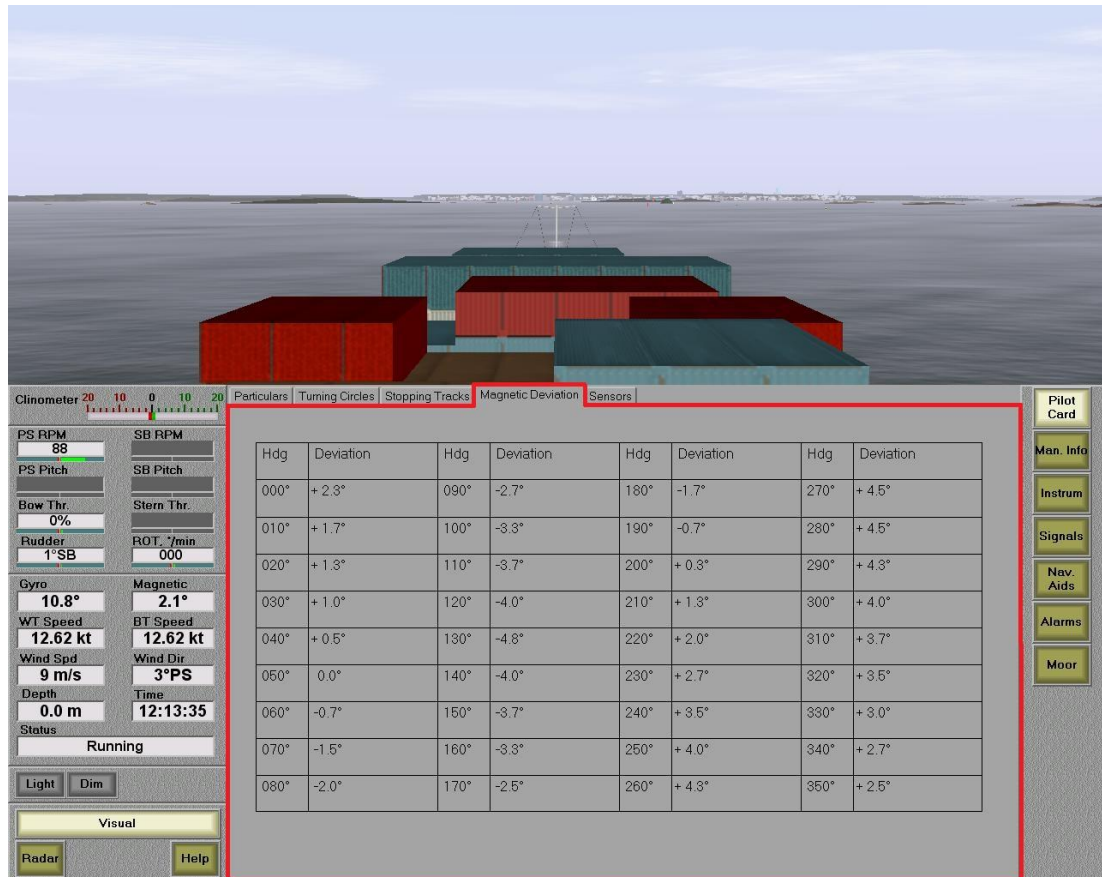 Clinometer 20 10 0 10 20
PS RPM SB RPM
88
PS Pitch SB Pitch
Bow Thr. Stern Thr.
0%
Rudder ROT, °/min
1°SB 000
Gyro Magnetic
10.8° 2.1°
WT Speed BT Speed
12.62 kt 12.62 kt
Wind Spd Wind Dir
9 m/s 3°PS
Depth Time
0.0 m 12:13:35
Status
Running
Light Dim
Visual
Radar Help
Particulars Turning Circles Stopping Tracks Magnetic Deviation Sensors
Hdg Deviation Hdg Deviation Hdg Deviation Hdg Deviation
000° + 2.3° 090° -2.7° 180° -1.7° 270° + 4.5°
010° + 1.7° 100° -3.3° 190° -0.7° 280° + 4.5°
020° + 1.3° 110° -3.7° 200° + 0.3° 290° + 4.3°
030° + 1.0° 120° -4.0° 210° + 1.3° 300° + 4.0°
040° + 0.5° 130° -4.8° 220° + 2.0° 310° + 3.7°
050° 0.0° 140° -4.0° 230° + 2.7° 320° + 3.5°
060° -0.7° 150° -3.7° 240° + 3.5° 330° + 3.0°
070° -1.5° 160° -3.3° 250° + 4.0° 340° + 2.7°
080° -2.0° 170° -2.5° 260° + 4.3° 350° + 2.5°
Pilot
Card
Man. Info
Instrum
Signals
Nav.
Aids
Alarms
Moor